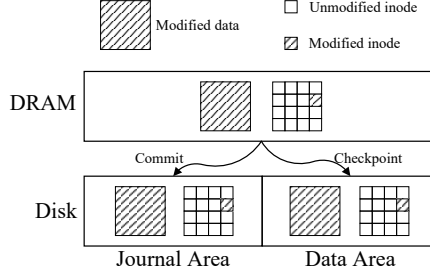 Modified data
Unmodified inode
Modified inode
DRAM
Commit
Checkpoint
Disk
Journal Area
Data Area